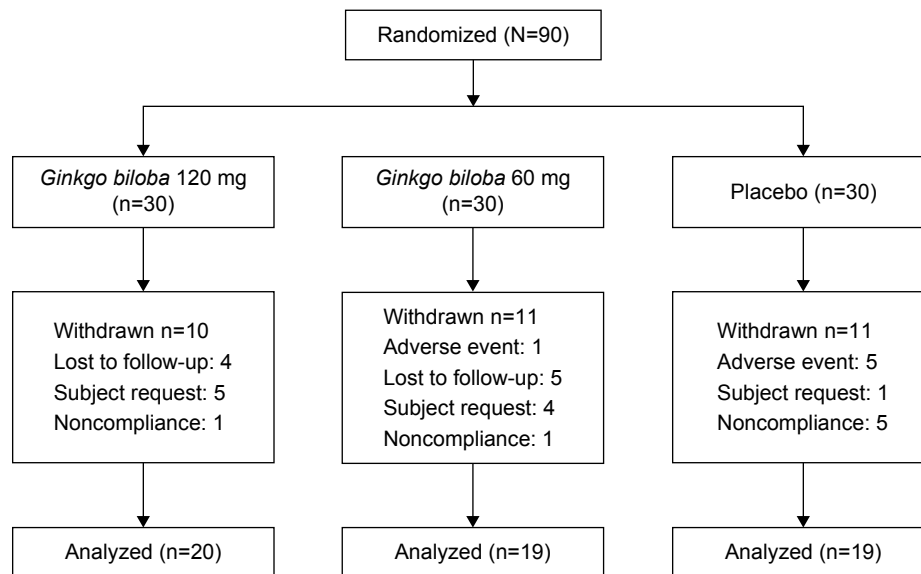 Randomized (N=90)
Ginkgo biloba 120 mg
(n=30)
Ginkgo biloba 60 mg
(n=30)
Placebo (n=30)
Withdrawn n=10
Lost to follow-up: 4
Subject request: 5
Noncompliance: 1
Withdrawn n=11
Adverse event: 1
Lost to follow-up: 5
Subject request: 4
Noncompliance: 1
Withdrawn n=11
Adverse event: 5
Subject request: 1
Noncompliance: 5
Analyzed (n=20)
Analyzed (n=19)
Analyzed (n=19)